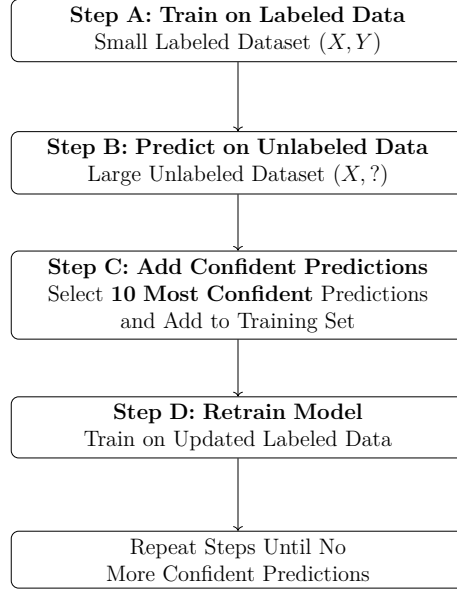 Step A: Train on Labeled Data
Small Labeled Dataset (X, Y)
Step B: Predict on Unlabeled Data
Large Unlabeled Dataset (X, ?)
Step C: Add Confident Predictions
Select 10 Most Confident Predictions
and Add to Training Set
Step D: Retrain Model
Train on Updated Labeled Data
Repeat Steps Until No
More Confident Predictions